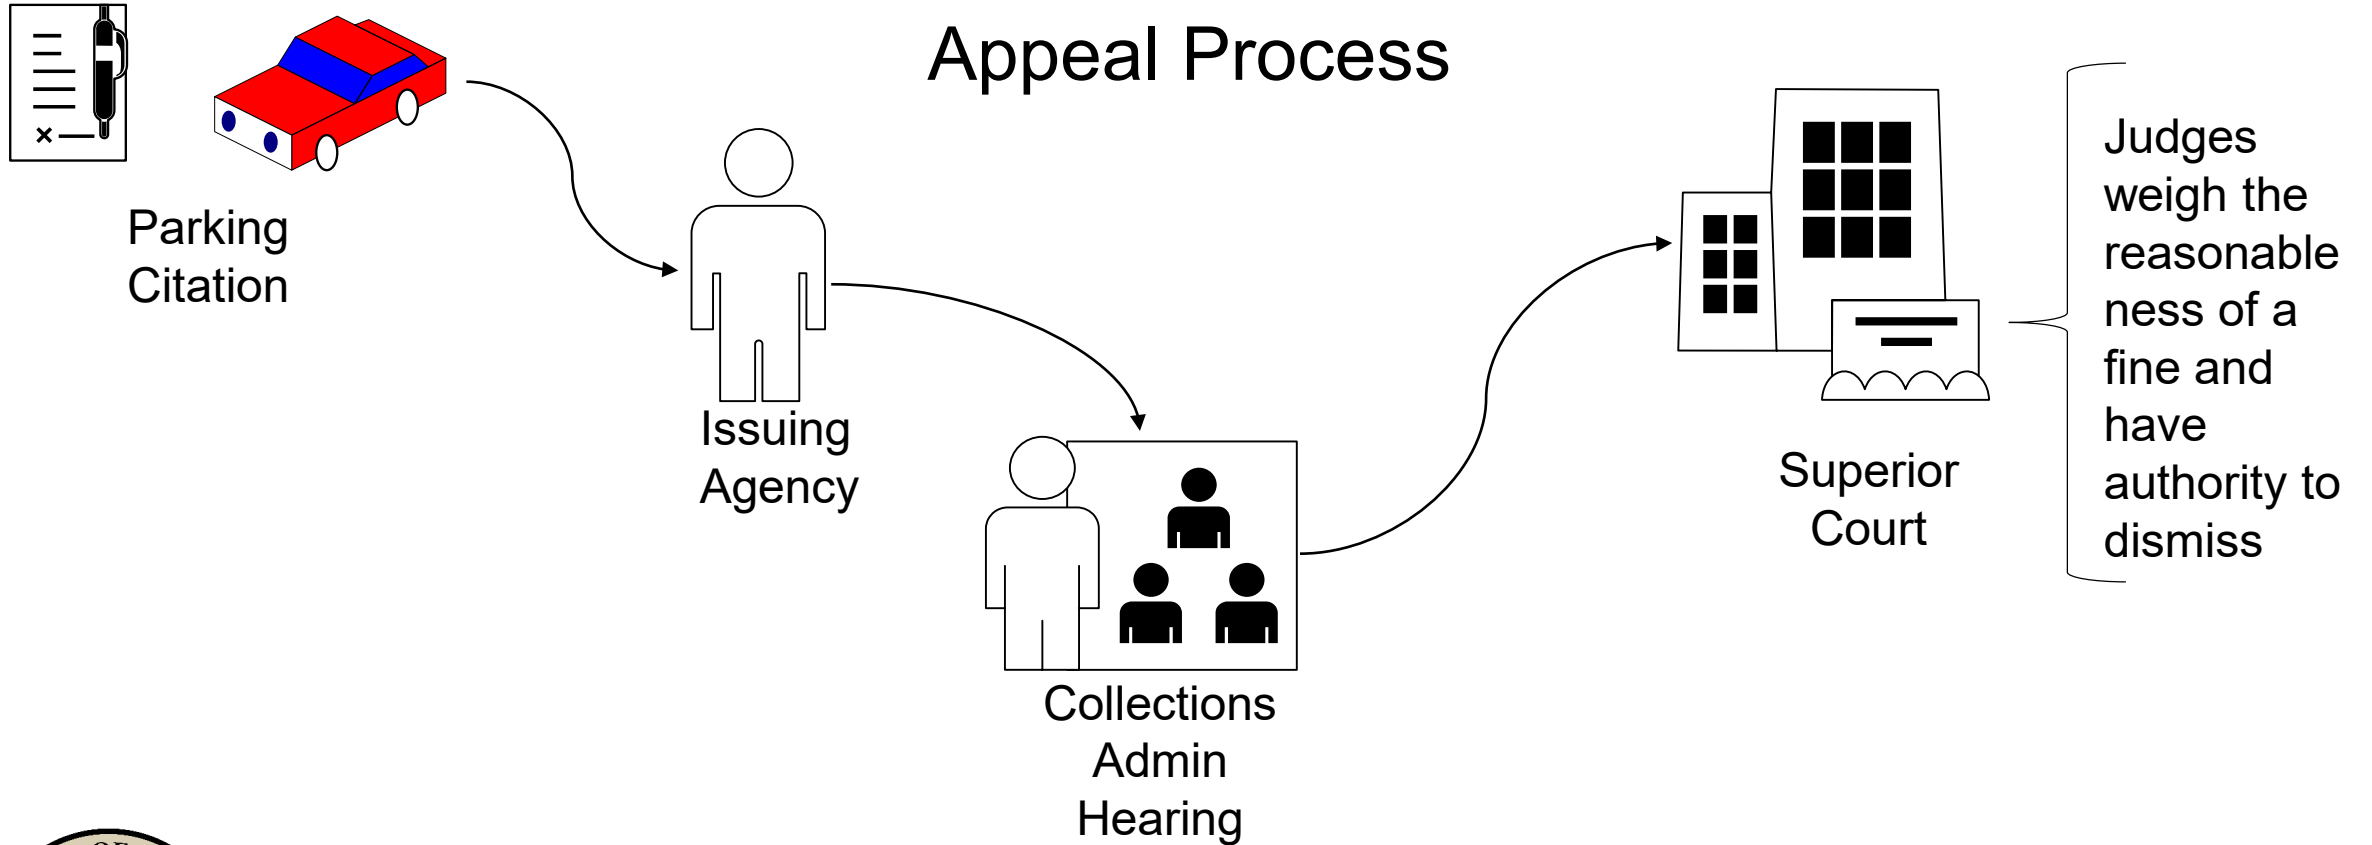 Appeal Process
Parking
Citation
Issuing
Agency
Collections
Admin
Hearing
Superior
Court
Judges
weigh the
reasonable
ness of a
fine and
have
authority to
dismiss
OF